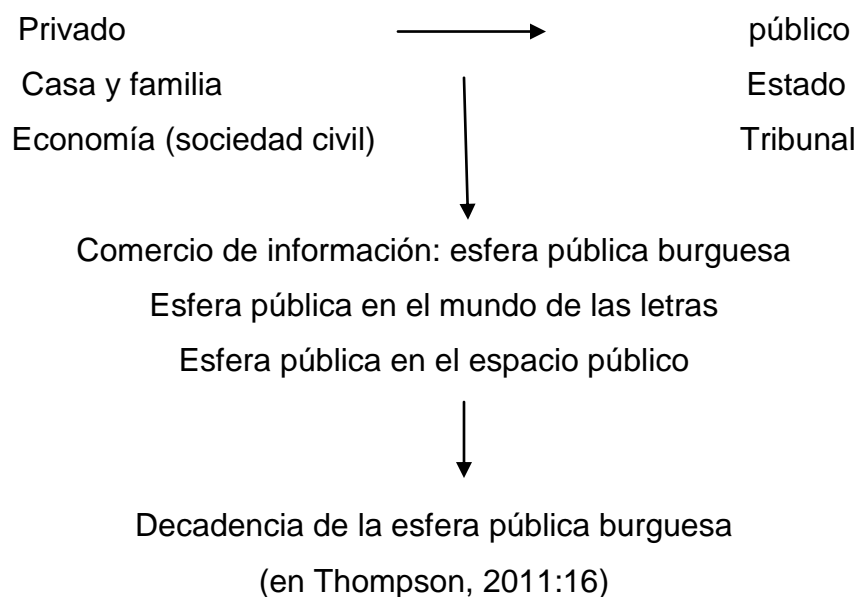 Privado público
Casa y familia Estado
Economía (sociedad civil) Tribunal
Comercio de información: esfera pública burguesa
Esfera pública en el mundo de las letras
Esfera pública en el espacio público
Decadencia de la esfera pública burguesa
(en Thompson, 2011:16)